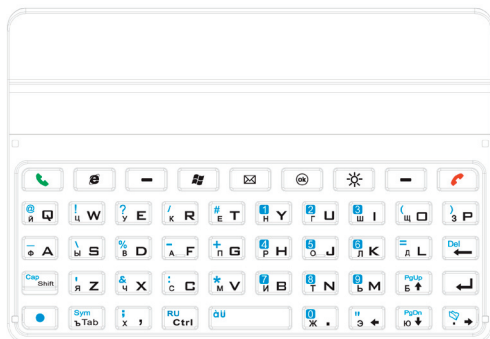 ok
@ Й Q ! Ц W ? У E / К R # Е T 1 Н Y 2 Г U 3 Ш I ( Щ O ) З P
_ Ф A \ Ы S % В D - А F + П G 4 Р H 5 О J 6 Л K = Д L Del
Cap Shift ' Я Z & Ч X : С C * М V 7 И B 8 Т N 9 Ь M PgUp Б
Sym Ъ Tab ; Х , RU Ctrl àü 0 Ж . " Э PgDn Ю .